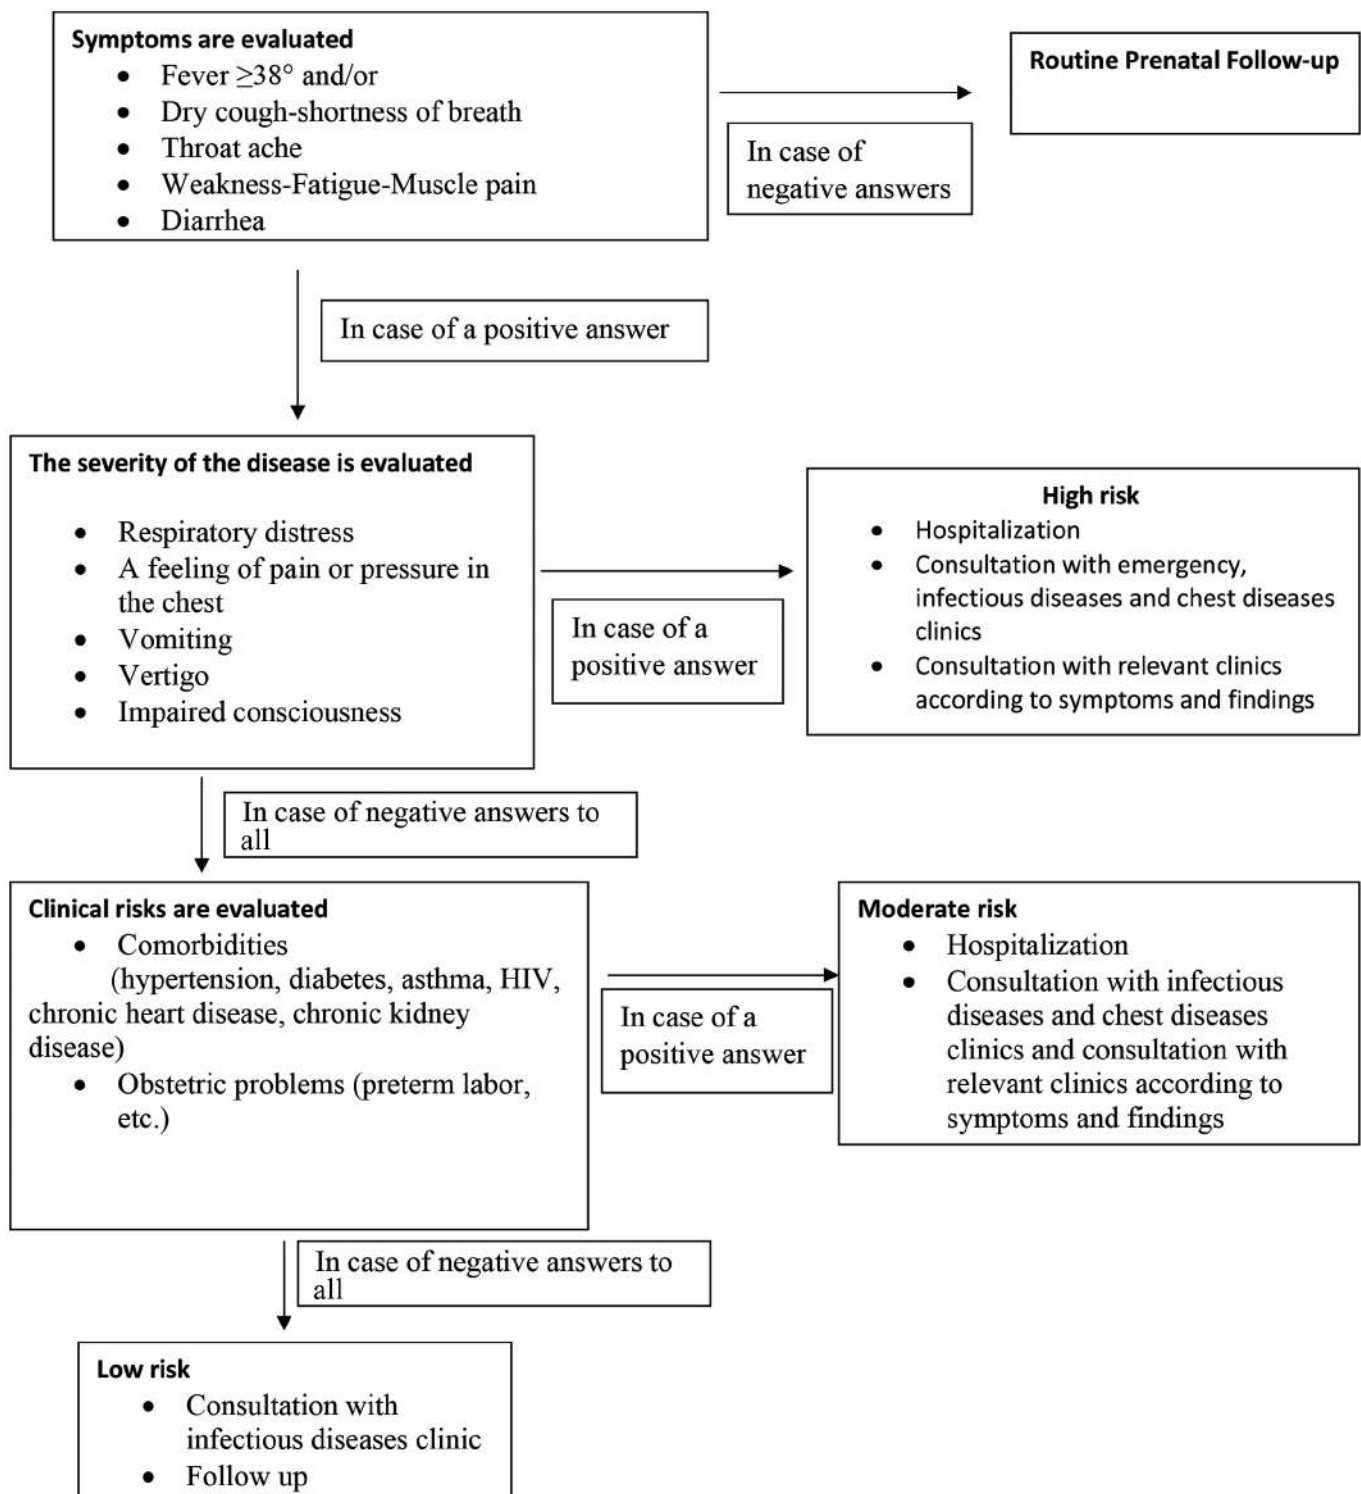 Symptoms are evaluated
• Fever ≥38° and/or
• Dry cough-shortness of breath
• Throat ache
• Weakness-Fatigue-Muscle pain
• Diarrhea
In case of
negative answers
Routine Prenatal Follow-up
In case of a positive answer
The severity of the disease is evaluated
• Respiratory distress
• A feeling of pain or pressure in
the chest
• Vomiting
• Vertigo
• Impaired consciousness
In case of a
positive answer
High risk
• Hospitalization
• Consultation with emergency,
infectious diseases and chest diseases
clinics
• Consultation with relevant clinics
according to symptoms and findings
In case of negative answers to
all
Clinical risks are evaluated
• Comorbidities
(hypertension, diabetes, asthma, HIV,
chronic heart disease, chronic kidney
disease)
• Obstetric problems (preterm labor,
etc.)
In case of a
positive answer
Moderate risk
• Hospitalization
• Consultation with infectious
diseases and chest diseases
clinics and consultation with
relevant clinics according to
symptoms and findings
In case of negative answers to
all
Low risk
• Consultation with
infectious diseases clinic
• Follow up